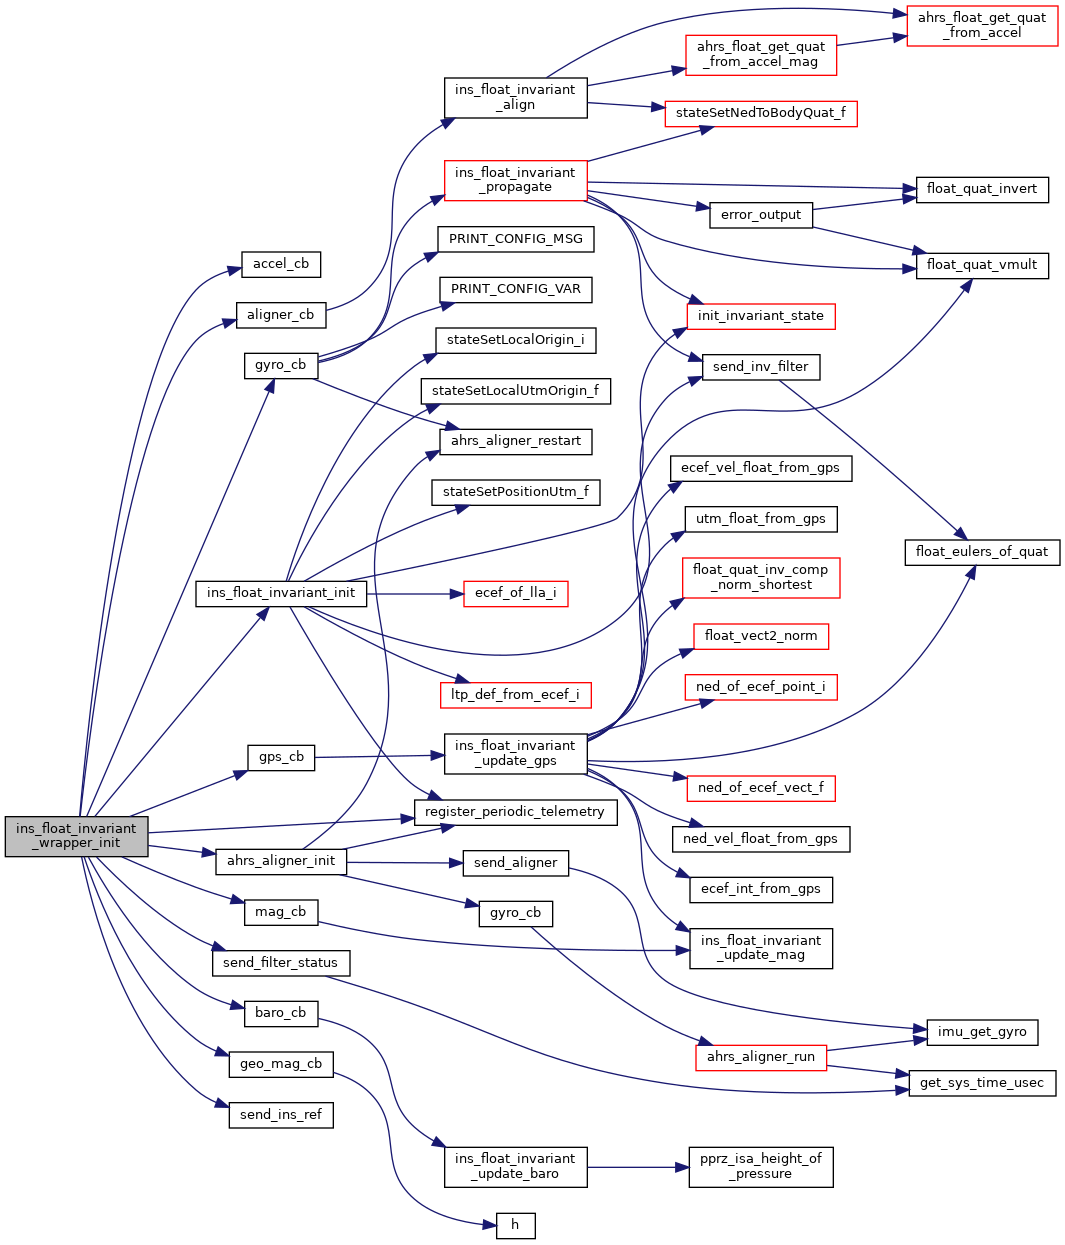 ahrs_float_get_quat
_from_accel
ahrs_float_get_quat
_from_accel_mag
ins_float_invariant
_align
stateSetNedToBodyQuat_f
ins_float_invariant
_propagate
float_quat_invert
error_output
PRINT_CONFIG_MSG
accel_cb
float_quat_vmult
PRINT_CONFIG_VAR
aligner_cb
init_invariant_state
stateSetLocalOrigin_i
gyro_cb
send_inv_filter
stateSetLocalUtmOrigin_f
ahrs_aligner_restart
ecef_vel_float_from_gps
stateSetPositionUtm_f
utm_float_from_gps
float_eulers_of_quat
float_quat_inv_comp
_norm_shortest
ins_float_invariant_init
ecef_of_lla_i
float_vect2_norm
ned_of_ecef_point_i
ltp_def_from_ecef_i
ins_float_invariant
_update_gps
gps_cb
ned_of_ecef_vect_f
register_periodic_telemetry
ins_float_invariant
_wrapper_init
ned_vel_float_from_gps
ahrs_aligner_init
send_aligner
ecef_int_from_gps
mag_cb
gyro_cb
ins_float_invariant
_update_mag
send_filter_status
baro_cb
imu_get_gyro
ahrs_aligner_run
geo_mag_cb
get_sys_time_usec
send_ins_ref
ins_float_invariant
_update_baro
pprz_isa_height_of
_pressure
h